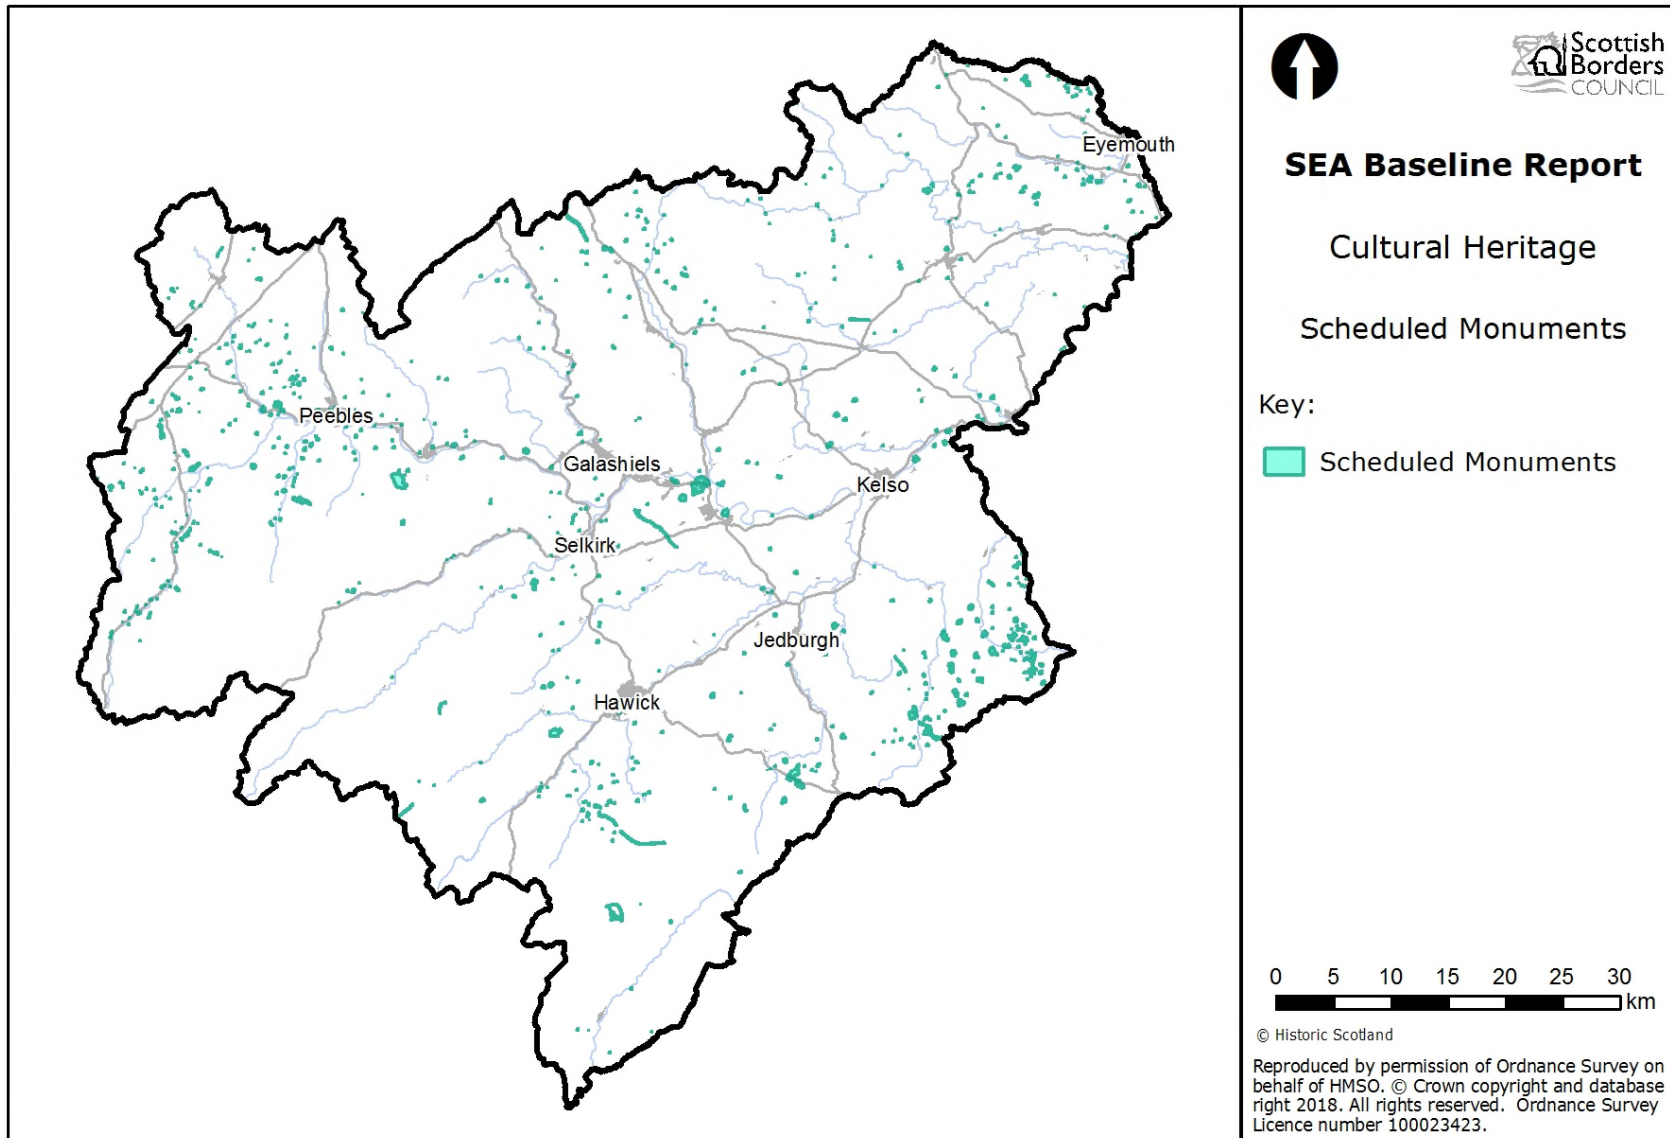 Eyemouth
Peebles
Galashiels
Kelso
Selkirk
Jedburgh
Hawick
Scottish
Borders
COUNCIL
SEA Baseline Report
Cultural Heritage
Scheduled Monuments
Key:
Scheduled Monuments
0 5 10 15 20 25 30
km
© Historic Scotland
Reproduced by permission of Ordnance Survey on
behalf of HMSO. © Crown copyright and database
right 2018. All rights reserved. Ordnance Survey
Licence number 100023423.